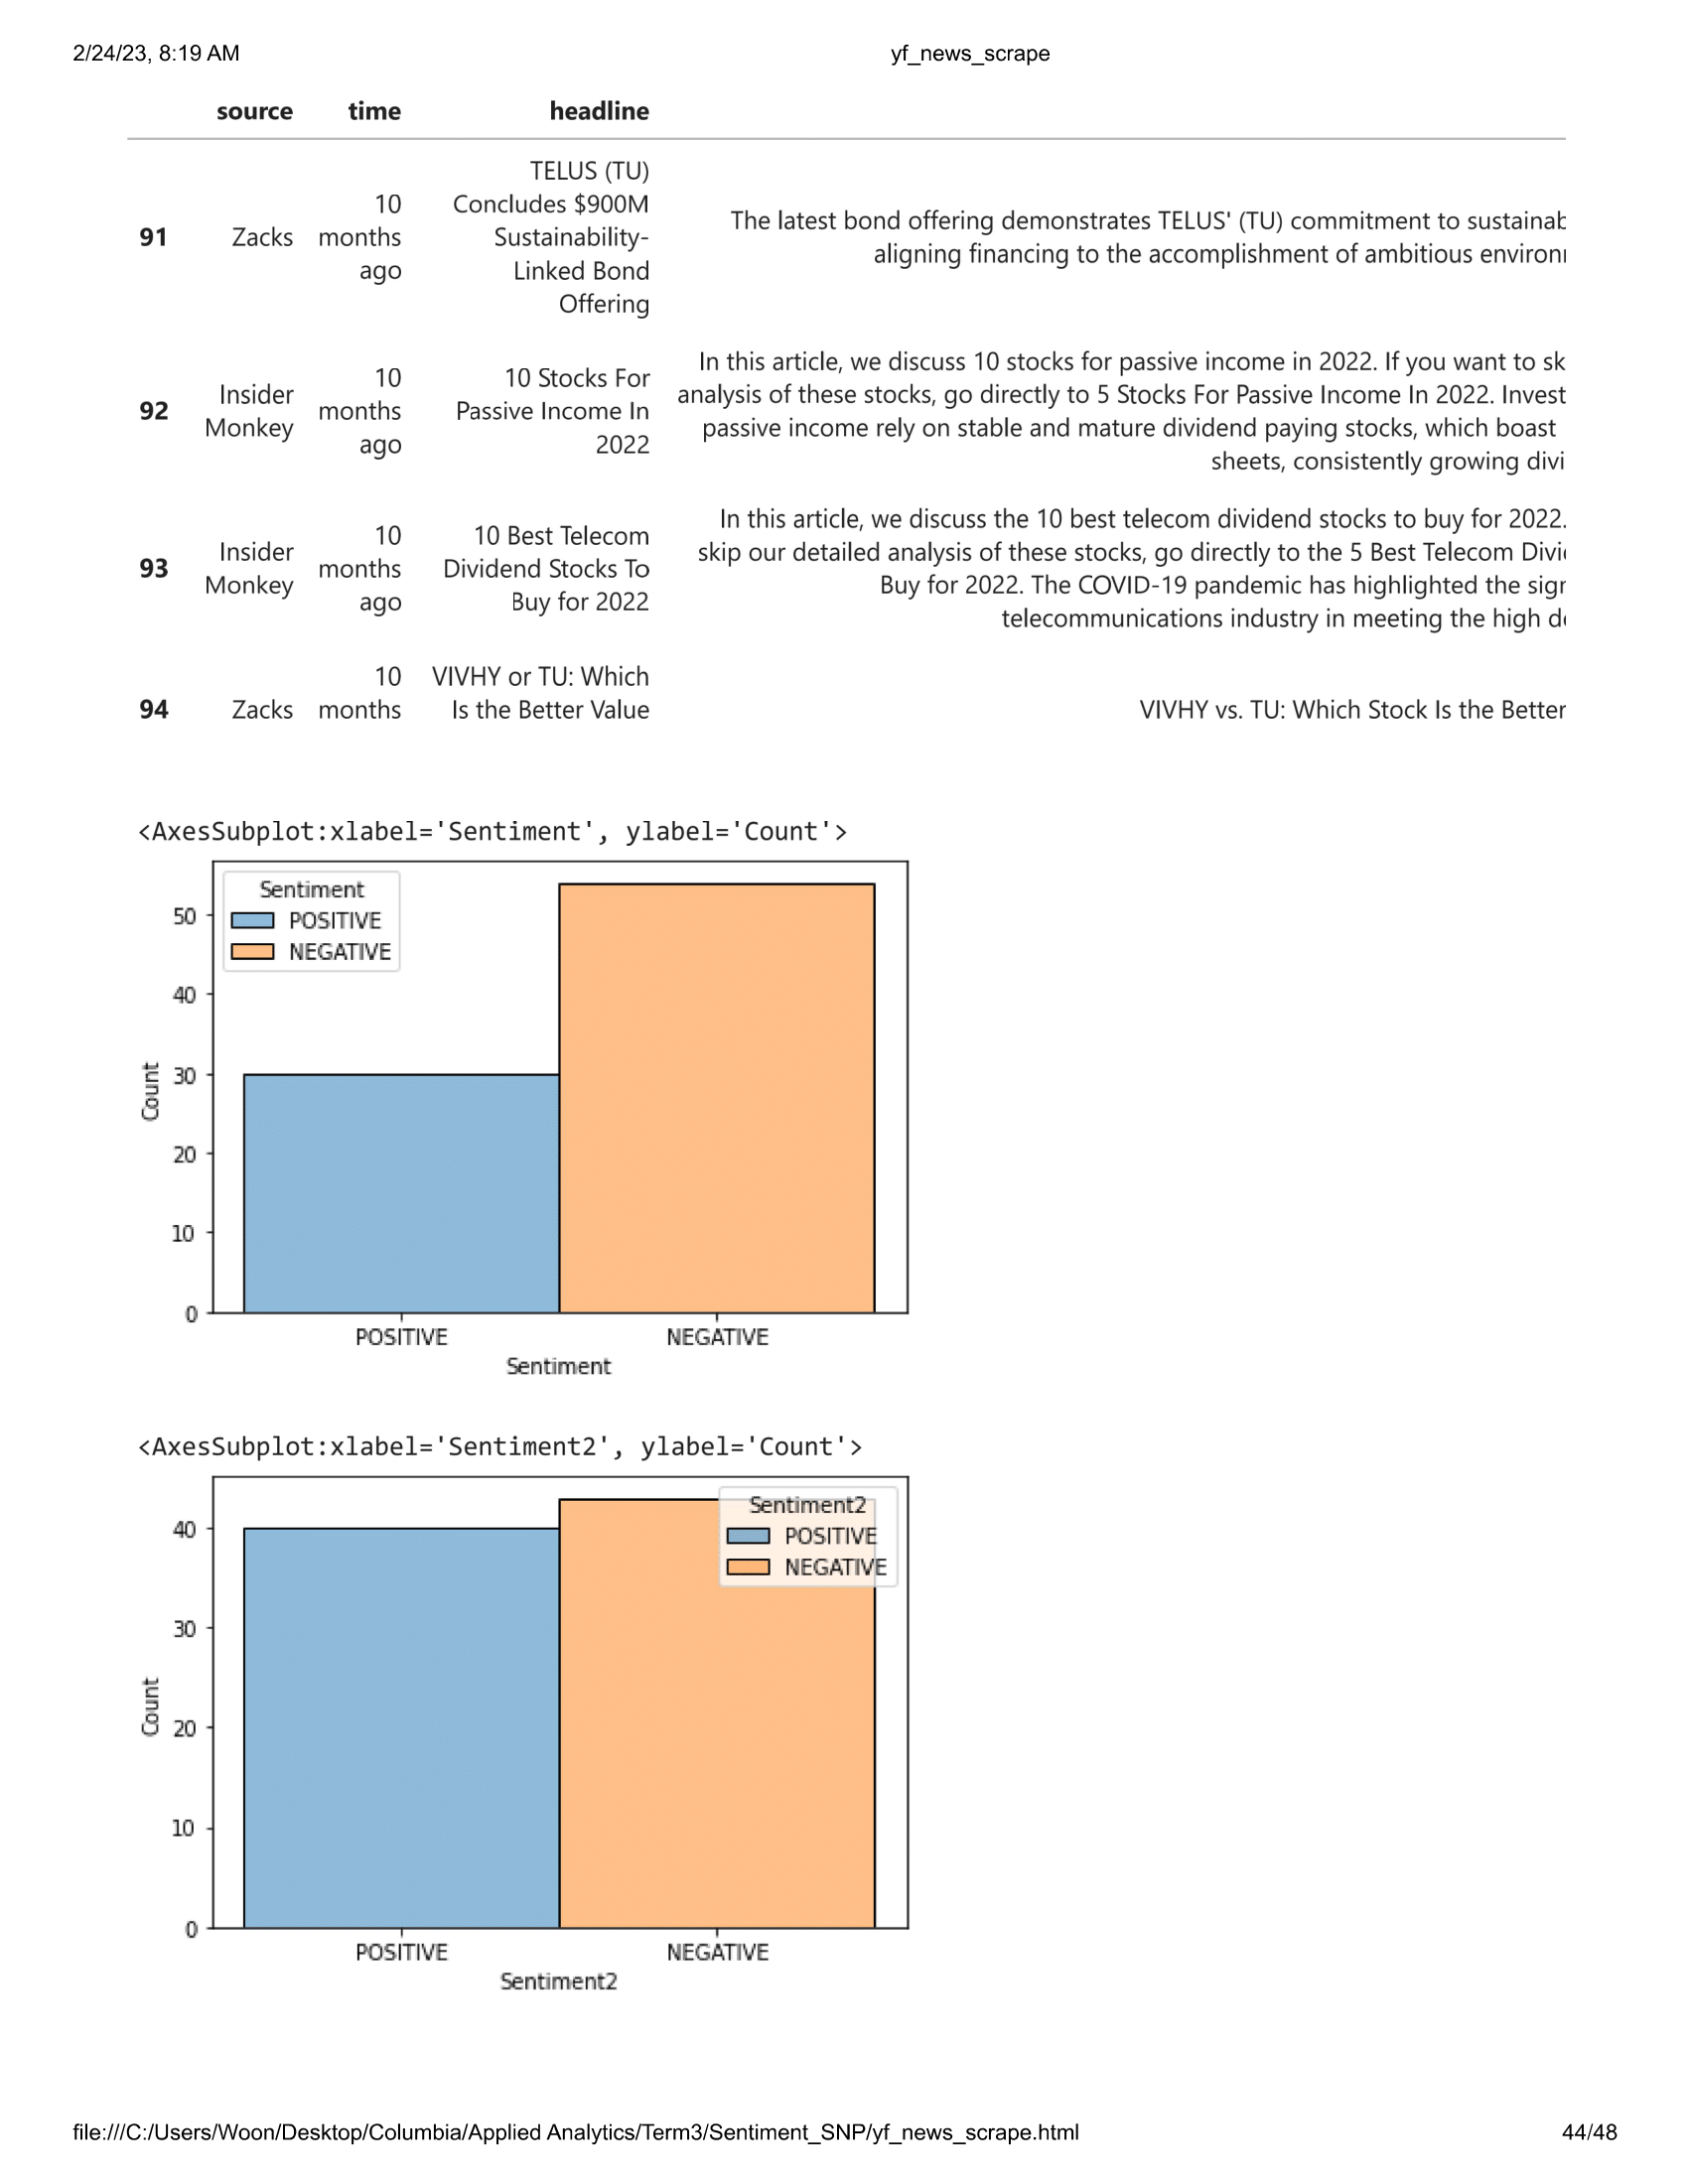 2/24/23, 8:19 AM yf_news_scrape
source time headline
TELUS (TU)
10 Concludes $900M
The latest bond offering demonstrates TELUS' (TU) commitment to sustainab
91 Zacks months Sustainability-
aligning financing to the accomplishment of ambitious environ
ago Linked Bond
Offering
In this article, we discuss 10 stocks for passive income in 2022. If you want to sk
10 10 Stocks For
Insider analysis of these stocks, go directly to 5 Stocks For Passive Income In 2022. Invest
92 months Passive Income In
Monkey passive income rely on stable and mature dividend paying stocks, which boast
ago 2022
sheets, consistently growing divi
In this article, we discuss the 10 best telecom dividend stocks to buy for 2022.
10 10 Best Telecom
Insider skip our detailed analysis of these stocks, go directly to the 5 Best Telecom Divi
93 months Dividend Stocks To
Monkey Buy for 2022. The COVID-19 pandemic has highlighted the sign
ago Buy for 2022
telecommunications industry in meeting the high de
10 VIVHY or TU: Which
94 Zacks months Is the Better Value VIVHY vs. TU: Which Stock Is the Better
<AxesSubplot:xlabel='Sentiment', ylabel='Count'>
Sentiment
POSITIVE
NEGATIVE
50
40
30
20
10
0
Count
POSITIVE NEGATIVE
Sentiment
<AxesSubplot:xlabel='Sentiment2', ylabel='Count'>
Sentiment2
POSITIVE
NEGATIVE
40
30
20
10
0
Count
POSITIVE NEGATIVE
Sentiment2
file:///C:/Users/Woon/Desktop/Columbia/Applied Analytics/Term3/Sentiment_SNP/yf_news_scrape.html 44/48